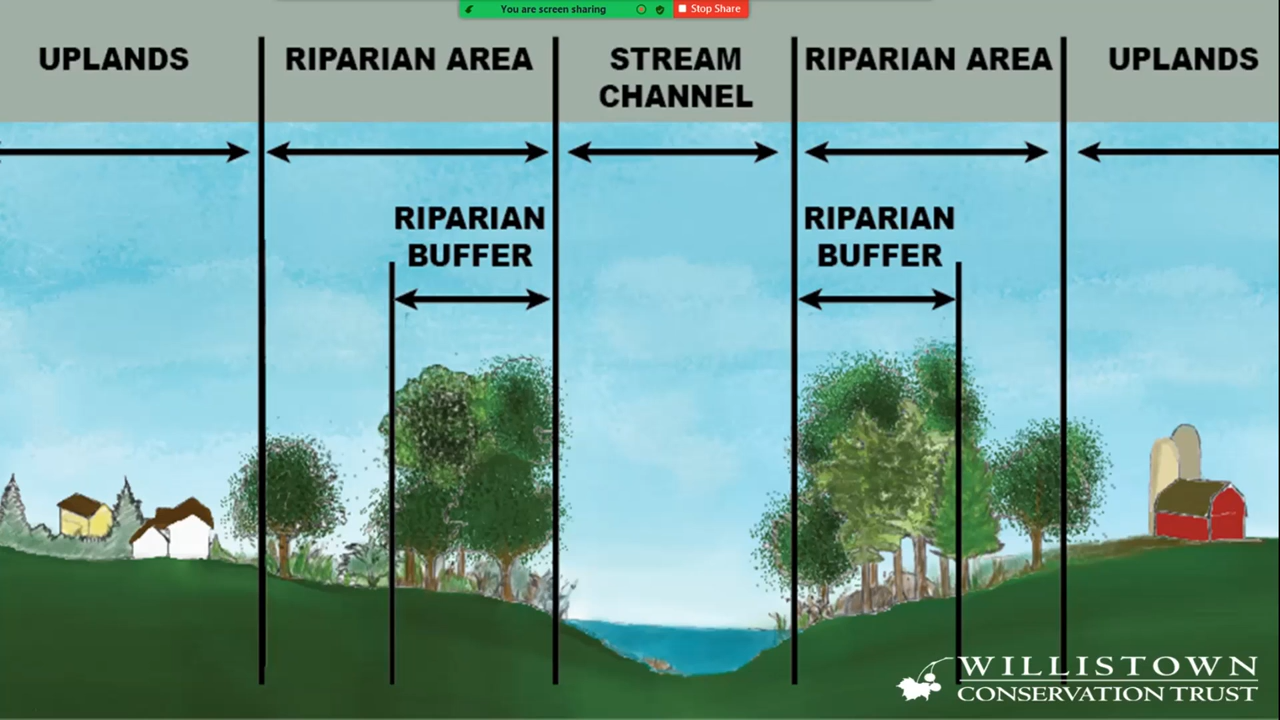 You are screen sharing
Stop Share
UPLANDS
RIPARIAN AREA
STREAM
CHANNEL
RIPARIAN AREA
UPLANDS
RIPARIAN
BUFFER
RIPARIAN
BUFFER
WILLISTOWN
CONSERVATION TRUST